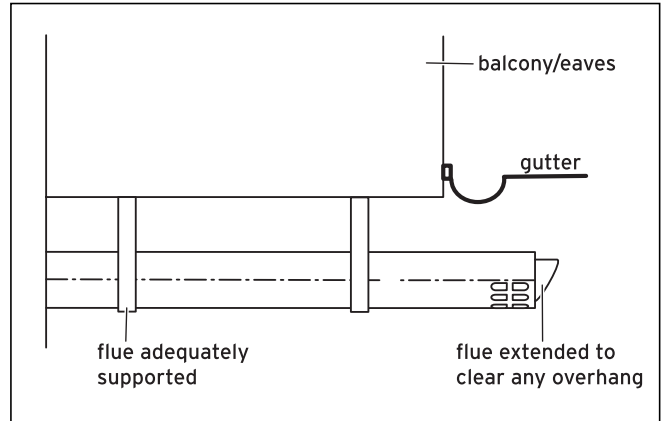 balcony/eaves
gutter
flue adequately
supported
flue extended to
clear any overhang